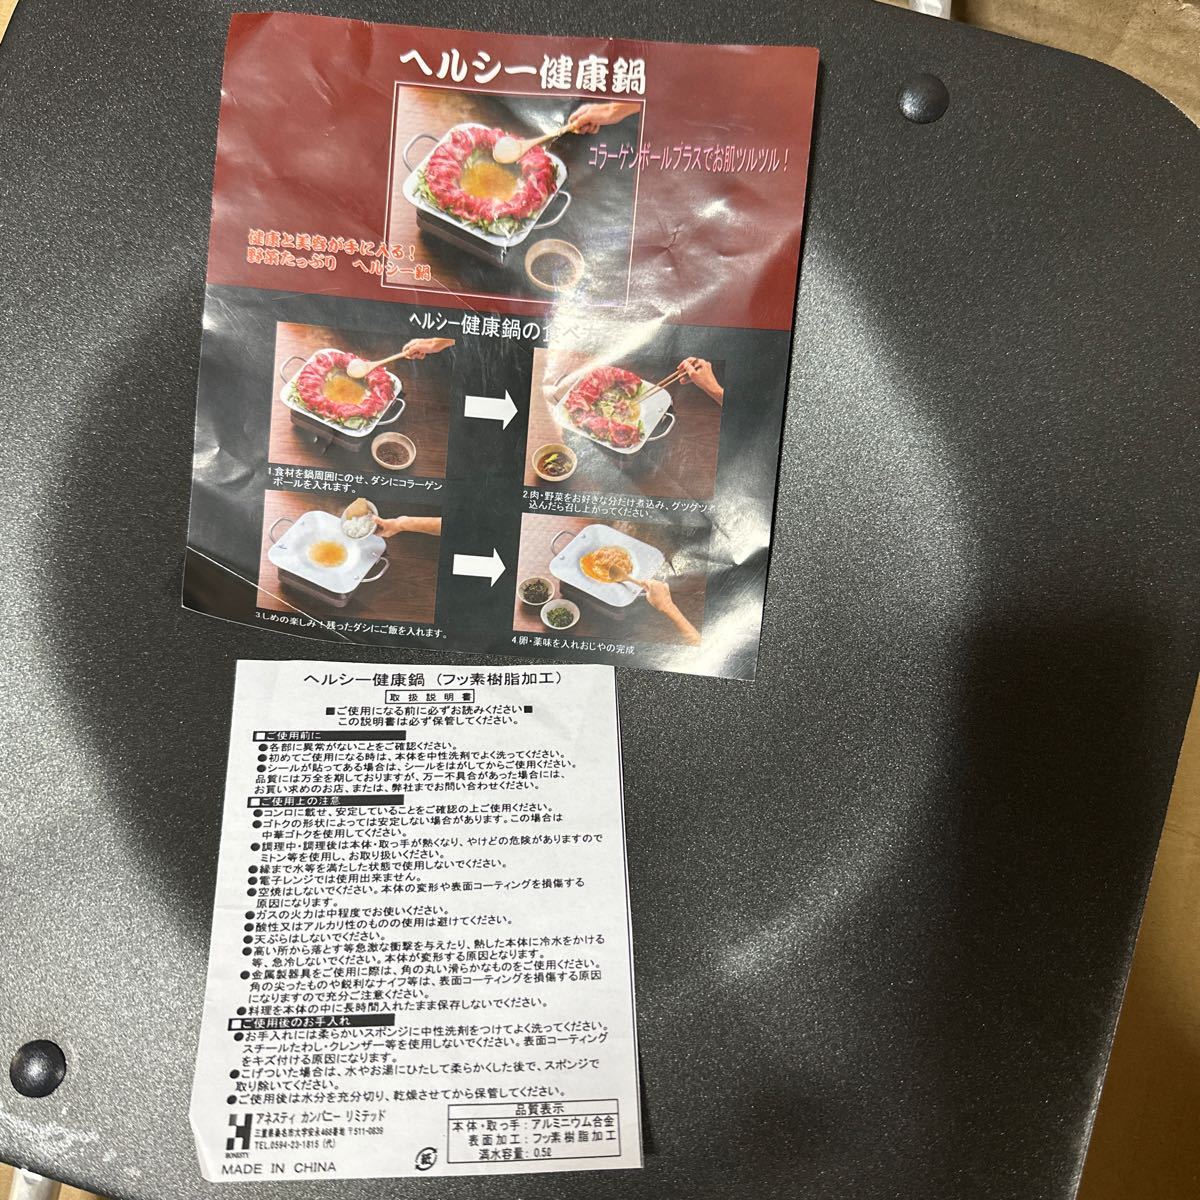 ヘルシー健康鍋
コラーゲンボールプラスでお肌ツルツル！
健康と美容が手に入る！
野菜たっぷり　ヘルシー鍋
ヘルシー健康鍋の食べ
1.食材を鍋周囲にのせ、ダシにコラーゲン
ボールを入れます。
2.肉・野菜をお好きな分だけ煮込み、グツグツ
込んだら召し上がってください。
3.しめの楽しみ！残ったダシにご飯を入れます。
4.卵・薬味を入れおじやの完成
ヘルシー健康鍋（フッ素樹脂加工）
取扱説明書
■ご使用になる前に必ずお読みください■
この説明書は必ず保管してください。
■ご使用前に
●各部に異常がないことをご確認ください。
●初めてご使用になる時は、本体を中性洗剤でよく洗ってください。
●シールが貼ってある場合は、シールをはがしてからご使用ください。
品質には万全を期しておりますが、万一不具合があった場合には、
お買い求めのお店、または、弊社までお問い合わせください。
■ご使用上の注意
●コンロに載せ、安定していることをご確認の上ご使用ください。
●ゴトクの形状によっては安定しない場合があります。この場合は
中華ゴトクを使用してください。
●調理中・調理後は本体・取っ手が熱くなり、やけどの危険がありますので
ミトン等を使用し、お取り扱いください。
●縁まで水等を満たした状態で使用しないでください。
●電子レンジでは使用出来ません。
●空焼はしないでください。本体の変形や表面コーティングを損傷する
原因になります。
●ガスの火力は中程度でお使いください。
●酸性又はアルカリ性のものの使用は避けてください。
●天ぷらはしないでください。
●高い所から落とす等急激な衝撃を与えたり、熱した本体に冷水をかける
等、急冷しないでください。本体が変形する原因となります。
●金属製器具をご使用に際は、角の丸い滑らかなものをご使用ください。
角の尖ったものや鋭利なナイフ等は、表面コーティングを損傷する原因
になりますので充分ご注意ください。
●料理を本体の中に長時間入れたまま保存しないでください。
■ご使用後のお手入れ
●お手入れには柔らかいスポンジに中性洗剤をつけてよく洗ってください。
スチールたわし・クレンザー等を使用しないでください。表面コーティング
をキズ付ける原因になります。
●こげついた場合は、水やお湯にひたして柔らかくした後で、スポンジで
取り除いてください。
●ご使用後は水分を充分切り、乾燥させてから保管してください。
アネスティ カンパニー リミテッド
三重県桑名市大字安永468番地 〒511-0839
TEL.0594-23-1815（代）
HONESTY
MADE IN CHINA
紙
品質表示
本体・取っ手：アルミニウム合金
表面加工：フッ素樹脂加工
満水容量：0.5ℓ